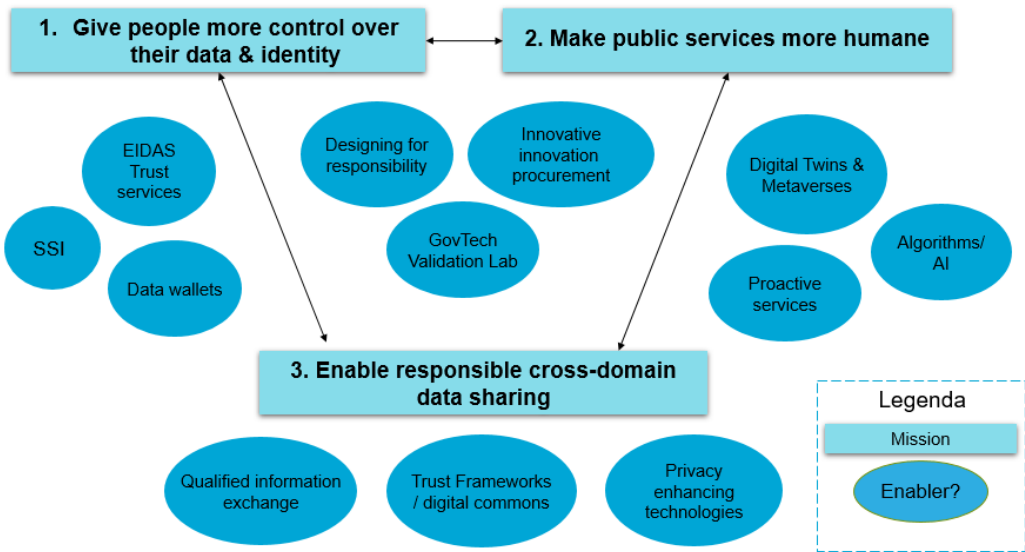 1. Give people more control over
their data & identity
2. Make public services more humane
EIDAS
Trust
services
SSI
Data wallets
Designing for
responsibility
Innovative
innovation
procurement
GovTech
Validation Lab
Digital Twins &
Metaverses
Algorithms/
AI
Proactive
services
3. Enable responsible cross-domain
data sharing
Qualified information
exchange
Trust Frameworks
/ digital commons
Privacy
enhancing
technologies
Legenda
Mission
Enabler?